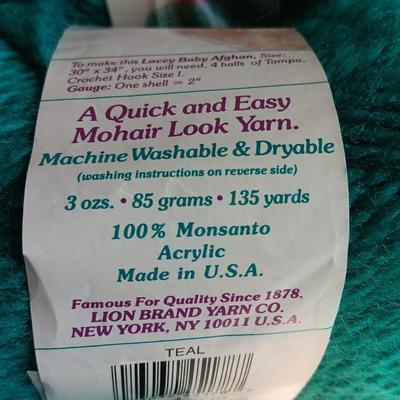 To make this Lacey Baby Afghan, Size:
30" x 34", you will need, 4 balls of Tampa,
Crochet Hook Size I.
Gauge: One shell = 2"
A Quick and Easy
Mohair Look Yarn.
Machine Washable & Dryable
(washing instructions on reverse side)
3 ozs. • 85 grams • 135 yards
100% Monsanto
Acrylic
Made in U.S.A.
Famous For Quality Since 1878.
LION BRAND YARN CO.
NEW YORK, NY 10011 U.S.A.
TEAL